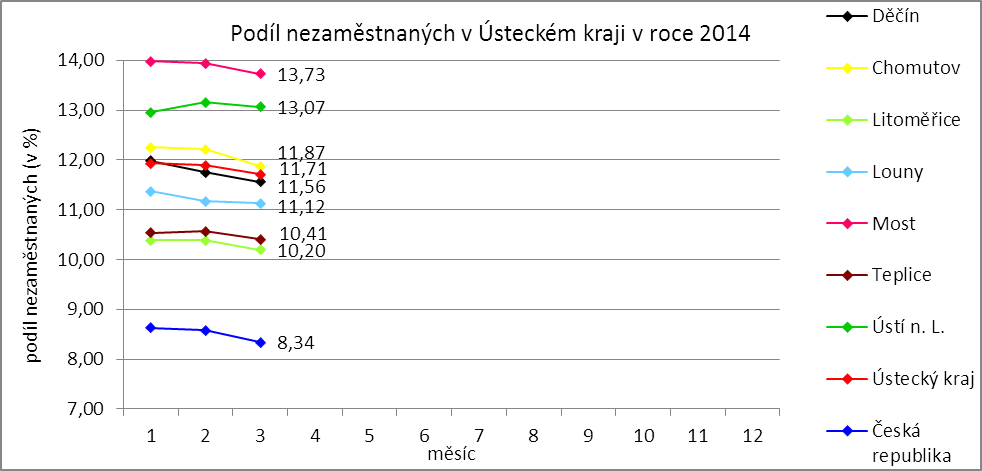 Podíl nezaměstnaných v Ústeckém kraji v roce 2014
podíl nezaměstnaných (v %)
14,00
13,00
12,00
11,00
10,00
9,00
8,00
7,00
13,73
13,07
11,87
11,71
11,56
11,12
10,41
10,20
8,34
1 2 3 4 5 6 7 8 9 10 11 12
měsíc
Děčín
Chomutov
Litoměřice
Louny
Most
Teplice
Ústí n. L.
Ústecký kraj
Česká
republika